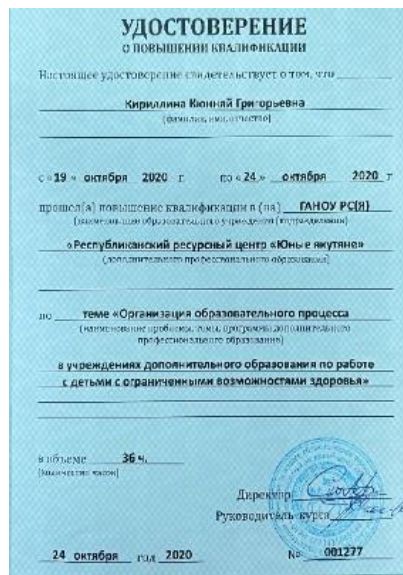 УДОСТОВЕРЕНИЕ
О ПОВЫШЕНИИ КВАЛИФИКАЦИИ
Настоящее удостоверение свидетельствует о том, что
Кириллина Кюнняй Григорьевна
(фамилия, имя, отчество)
с «19» октября 2020 г. по «24» октября 2020 г
прошел(а) повышение квалификации в (на) ГАНОУ РС(Я)
(наименование образовательного учреждения (подразделения)
«Республиканский ресурсный центр «Юные якутяне»
(дополнительного профессионального образования)
по теме «Организация образовательного процесса
(наименование проблемы, темы, программы дополнительного
профессионального образования)
в учреждениях дополнительного образования по работе
с детьми с ограниченными возможностями здоровья»
в объеме 36 ч.
(количество часов)
Директор
Руководитель курса
24 октября год 2020 № 001277